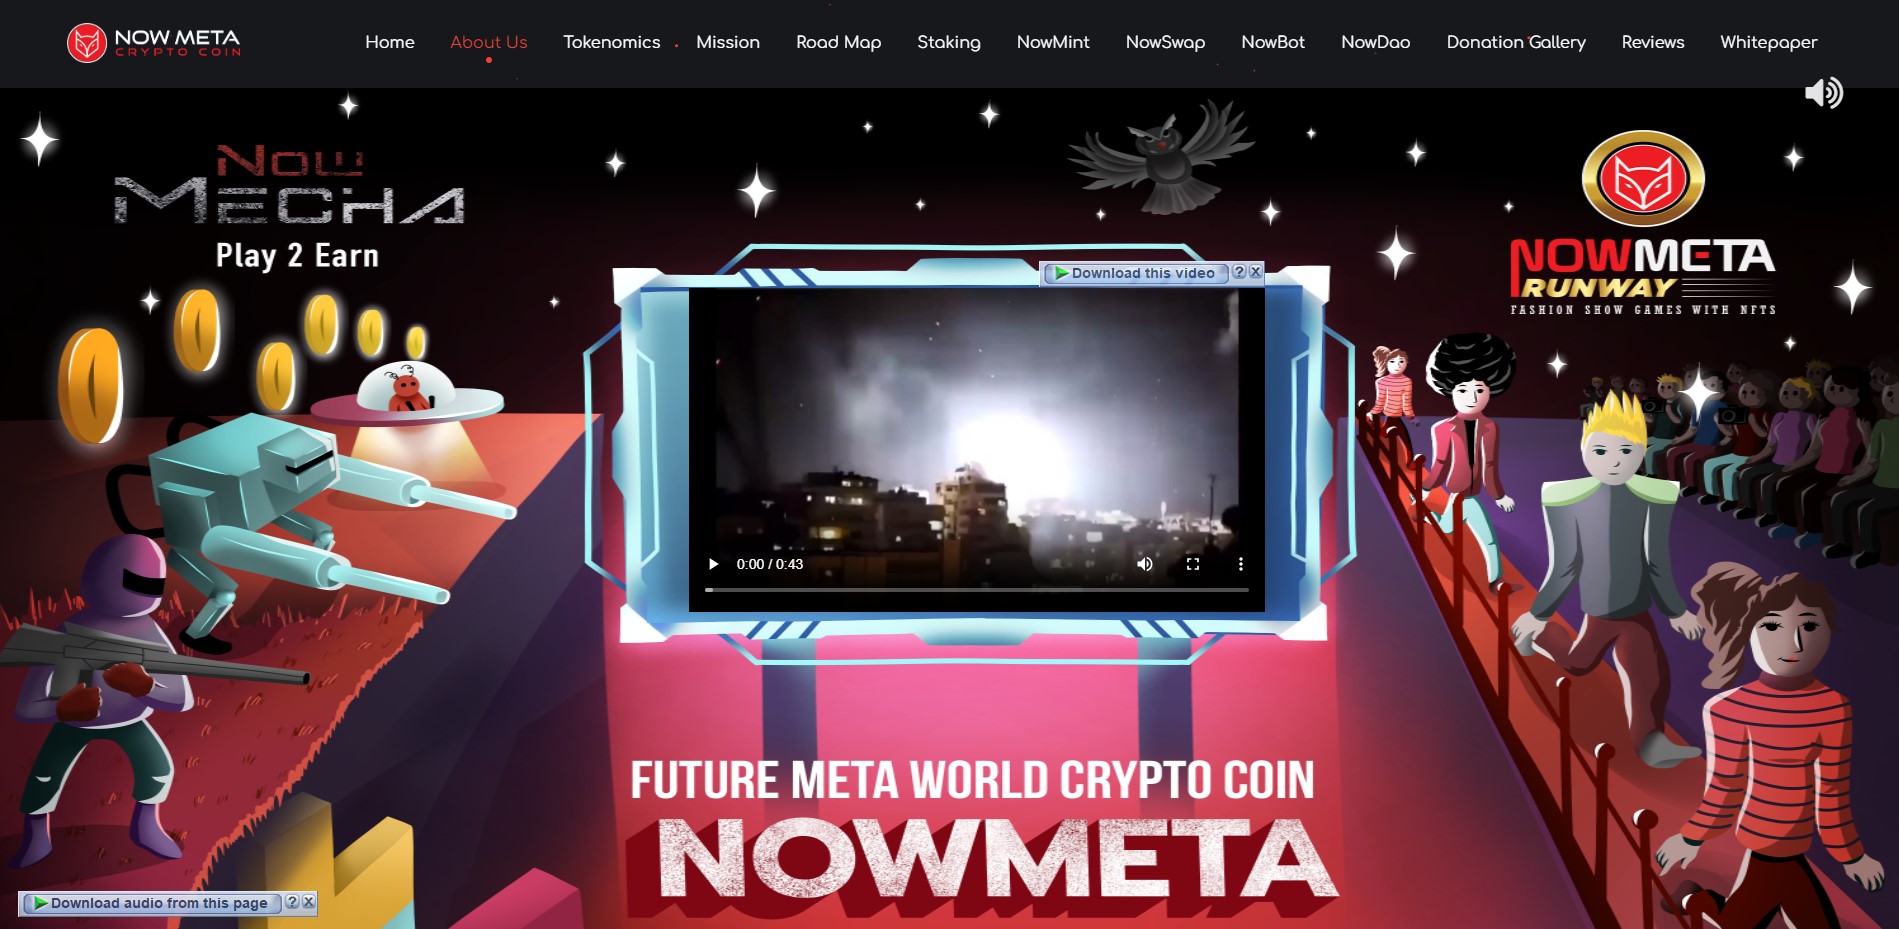 NOW META
CRYPTO COIN
Home
About Us
Tokenomics
Mission
Road Map
Staking
NowMint
NowSwap
NowBot
NowDao
Donation Gallery
Reviews
Whitepaper
NOW
MECHA
Play 2 Earn
NOWMETA
RUNWAY
FASHION SHOW GAMES WITH NFTS
Download this video
?
X
0:00 / 0:43
FUTURE META WORLD CRYPTO COIN
NOWMETA
Download audio from this page
?
X